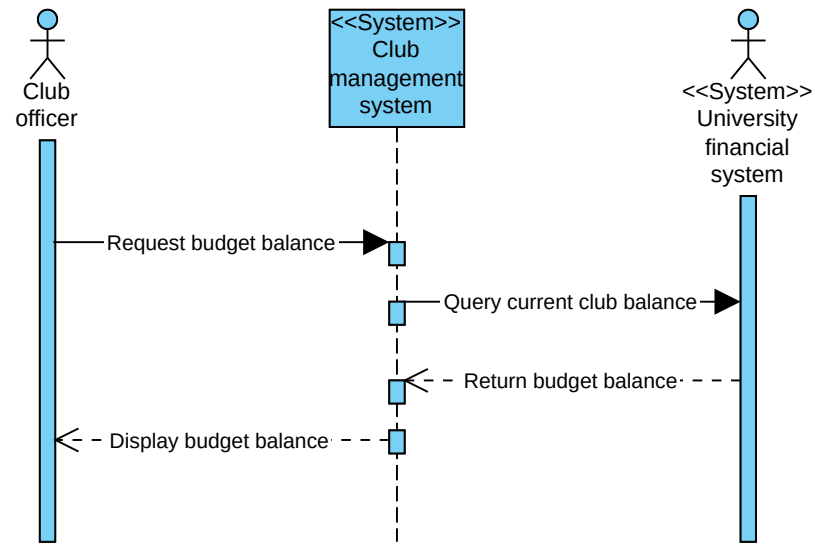 Club
officer
<<System>>
Club
management
system
<<System>>
University
financial
system
Request budget balance
Query current club balance
Return budget balance
Display budget balance